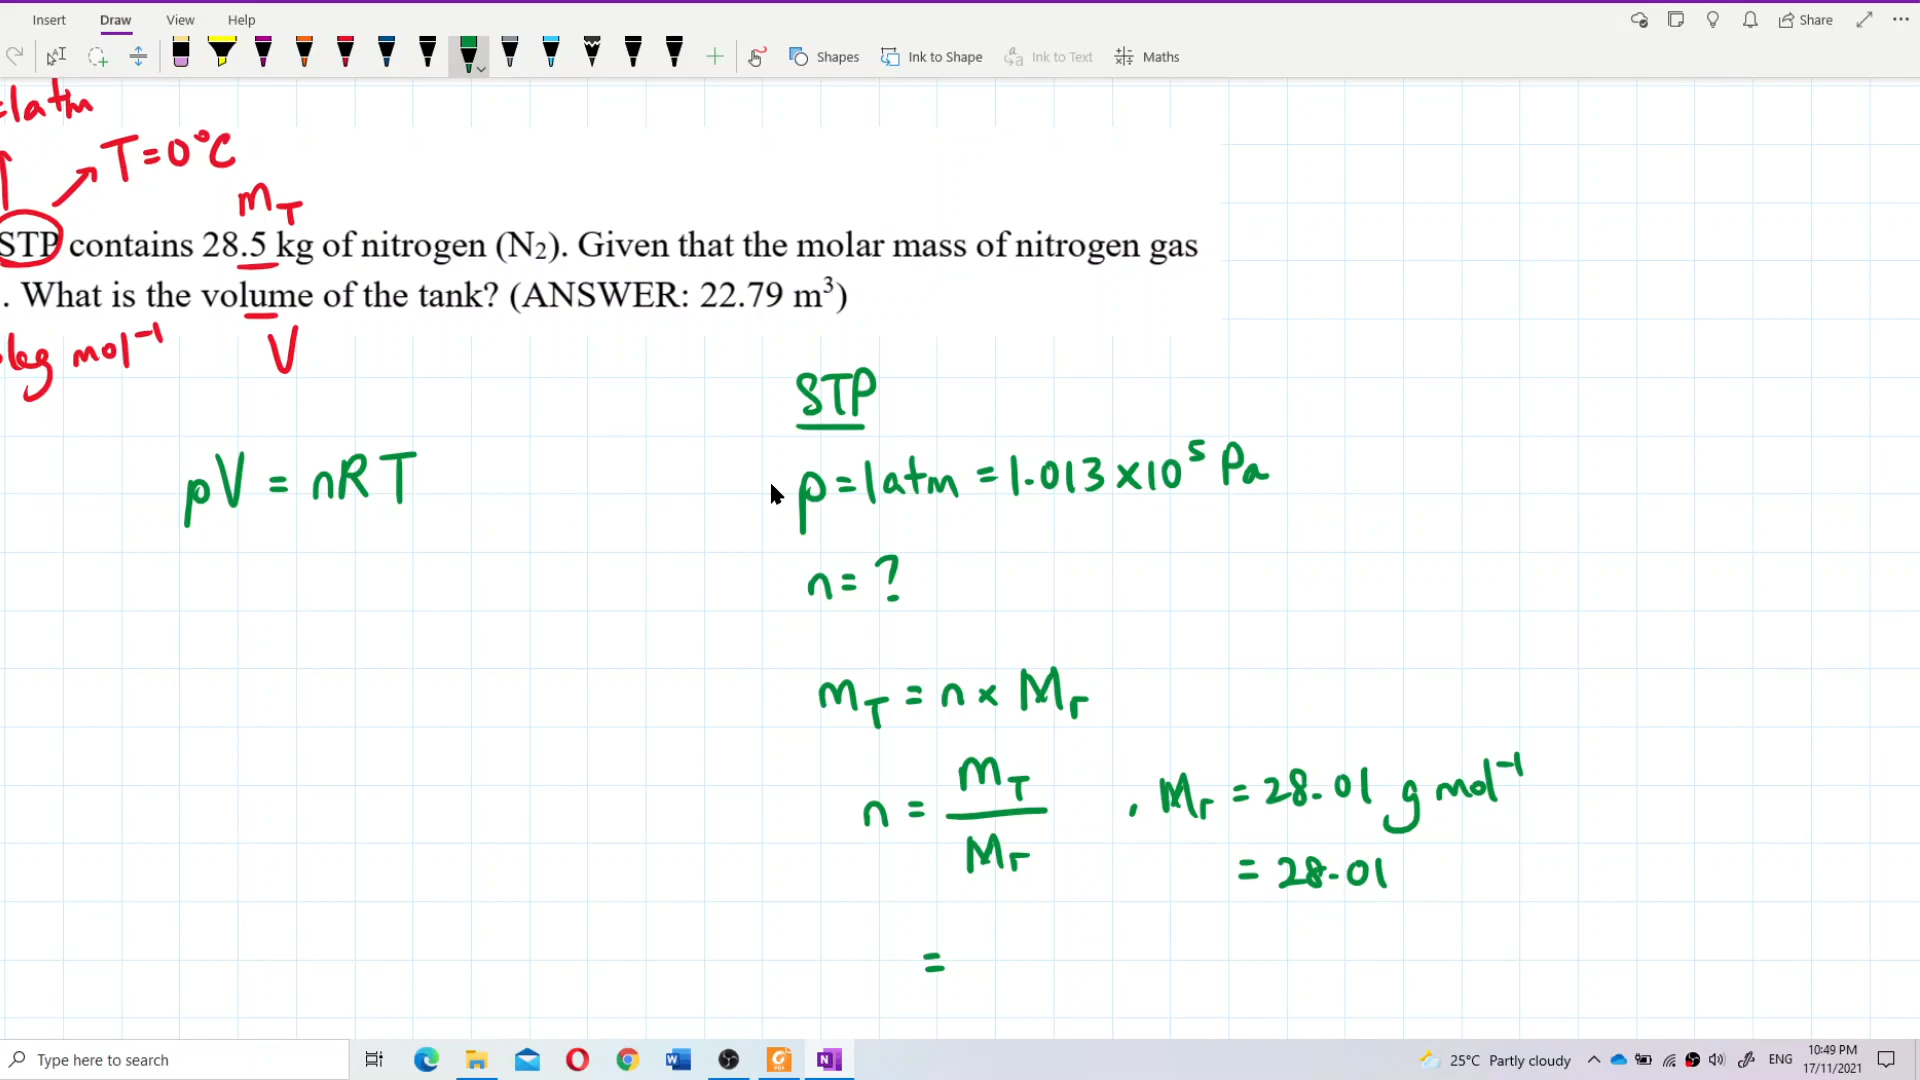 Insert Draw View Help Share
Shapes Ink to Shape Ink to Text Maths
=1atm
T=0°C
mT
STP contains 28.5 kg of nitrogen (N₂). Given that the molar mass of nitrogen gas
. What is the volume of the tank? (ANSWER: 22.79 m³)
kg mol⁻¹
V
STP
pV = nRT
p=1atm =1.013×10⁵ Pa
n= ?
mT = n × Mr
n = mT / Mr , Mr = 28.01 g mol⁻¹
= 28.01
=
Type here to search
25°C Partly cloudy ENG
10:49 PM
17/11/2021